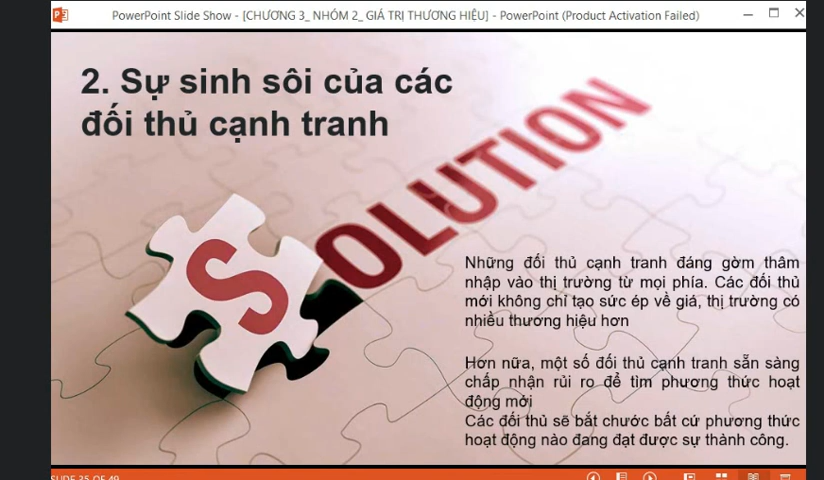 PowerPoint Slide Show - [CHƯƠNG 3_ NHÓM 2_ GIÁ TRỊ THƯƠNG HIỆU] - PowerPoint (Product Activation Failed)
2. Sự sinh sôi của các
đối thủ cạnh tranh
SOLUTION
Những đối thủ cạnh tranh đáng gờm thâm
nhập vào thị trường từ mọi phía. Các đối thủ
mới không chỉ tạo sức ép về giá, thị trường có
nhiều thương hiệu hơn
Hơn nữa, một số đối thủ cạnh tranh sẵn sàng
chấp nhận rủi ro để tìm phương thức hoạt
động mới
Các đối thủ sẽ bắt chước bất cứ phương thức
hoạt động nào đang đạt được sự thành công.
SLIDE 35 OF 49